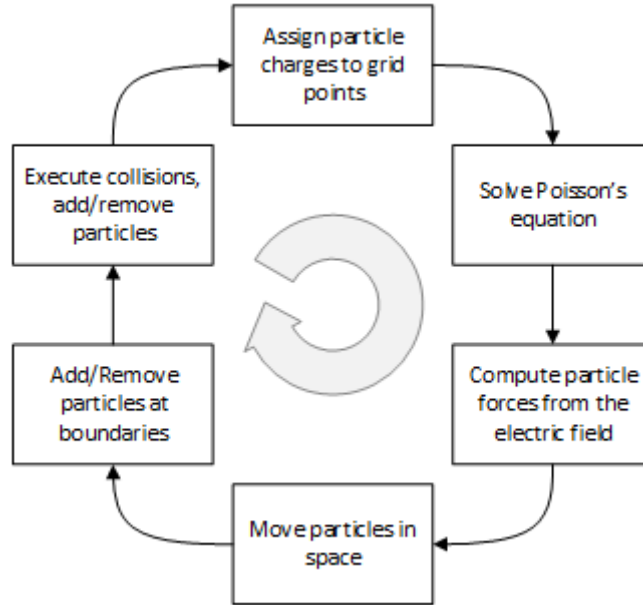 Assign particle
charges to grid
points
Solve Poisson's
equation
Compute particle
forces from the
electric field
Move particles in
space
Add/Remove
particles at
boundaries
Execute collisions,
add/remove
particles